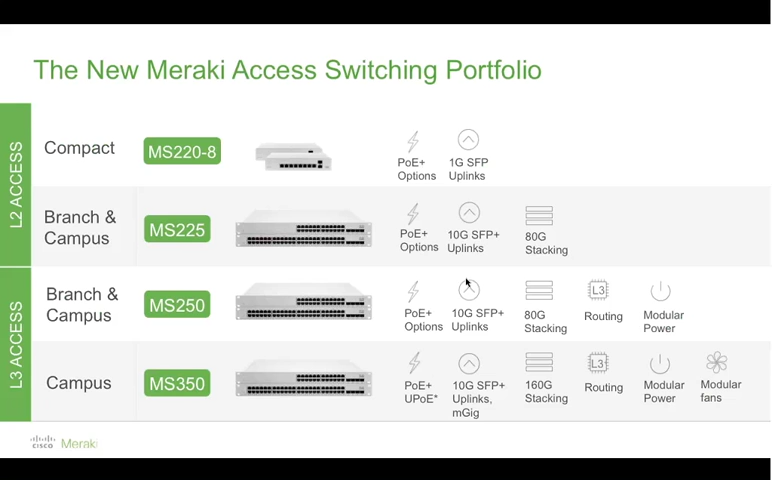 The New Meraki Access Switching Portfolio
L2 ACCESS
Compact
MS220-8
PoE+
Options
1G SFP
Uplinks
Branch &
Campus
MS225
PoE+
Options
10G SFP+
Uplinks
80G
Stacking
L3 ACCESS
Branch &
Campus
MS250
PoE+
Options
10G SFP+
Uplinks
80G
Stacking
L3
Routing
Modular
Power
Campus
MS350
PoE+
UPoE*
10G SFP+
Uplinks,
mGig
160G
Stacking
L3
Routing
Modular
Power
Modular
fans
CISCO Meraki